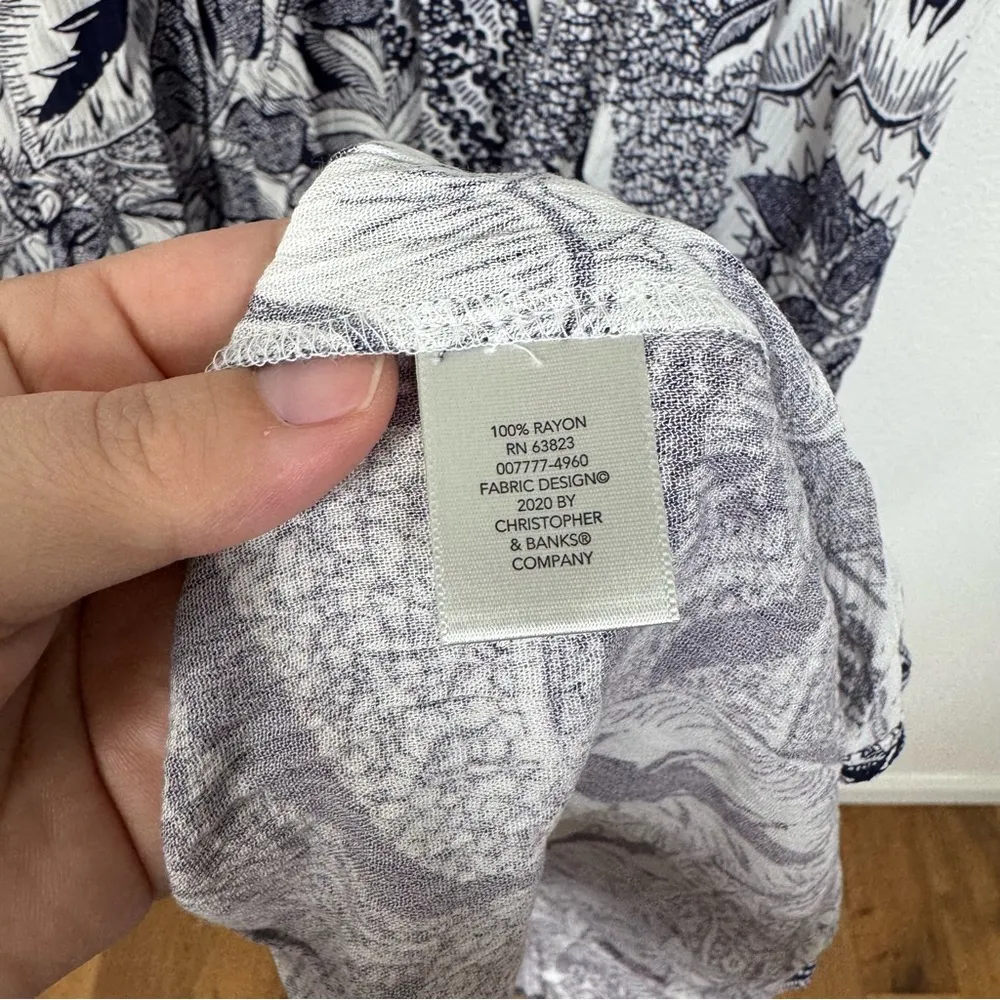 100% RAYON
RN 63823
007777-4960
FABRIC DESIGN©
2020 BY
CHRISTOPHER
& BANKS®
COMPANY